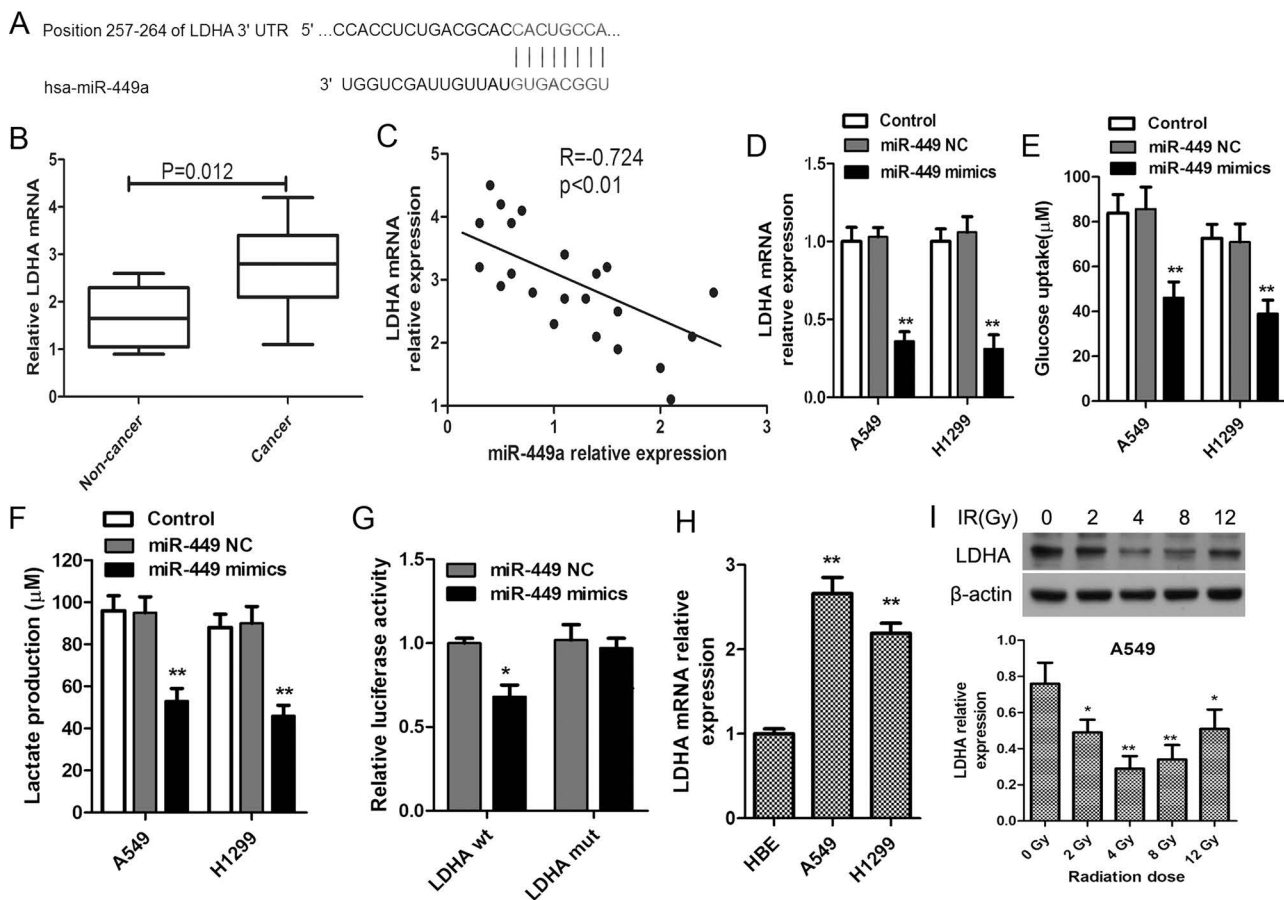 A
Position 257-264 of LDHA 3' UTR 5' ...CCACCUCUGACGCACCACUGCCA...
hsa-miR-449a 3' UGGUCGAUUGUUAUGUGACGGU
B
P=0.012
Relative LDHA mRNA
5
4
3
2
1
0
Non-cancer
Cancer
C
R=-0.724
p<0.01
LDHA mRNA
relative expression
5
4
3
2
1
0 1 2 3
miR-449a relative expression
D
Control
miR-449 NC
miR-449 mimics
LDHA mRNA
relative expression
1.5
1.0
0.5
0.0
** **
A549
H1299
E
Control
miR-449 NC
miR-449 mimics
Glucose uptake(μM)
80
60
40
20
0
** **
A549
H1299
F
Control
miR-449 NC
miR-449 mimics
Lactate production (μM)
120
100
80
60
40
20
0
** **
A549
H1299
G
miR-449 NC
miR-449 mimics
Relative luciferase activity
1.5
1.0
0.5
0.0
*
LDHA wt
LDHA mut
H
LDHA mRNA relative
expression
3
2
1
0
** **
HBE
A549
H1299
I
IR(Gy) 0 2 4 8 12
LDHA
β-actin
A549
LDHA relative
expression
1.0
0.8
0.6
0.4
0.2
0.0
* ** ** *
0 Gy
2 Gy
4 Gy
8 Gy
12 Gy
Radiation dose